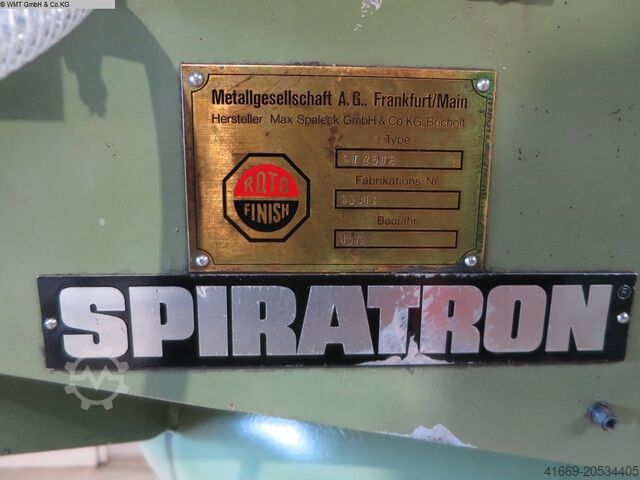 © WMT GmbH & Co.KG
Metallgesellschaft A.G., Frankfurt/Main
Hersteller: Max Spaleck GmbH & Co KG, Bocholt
Type
ROTO
FINISH
Fabrikations-Nr.
Baujahr
SPIRATRON
®
41669-20534405